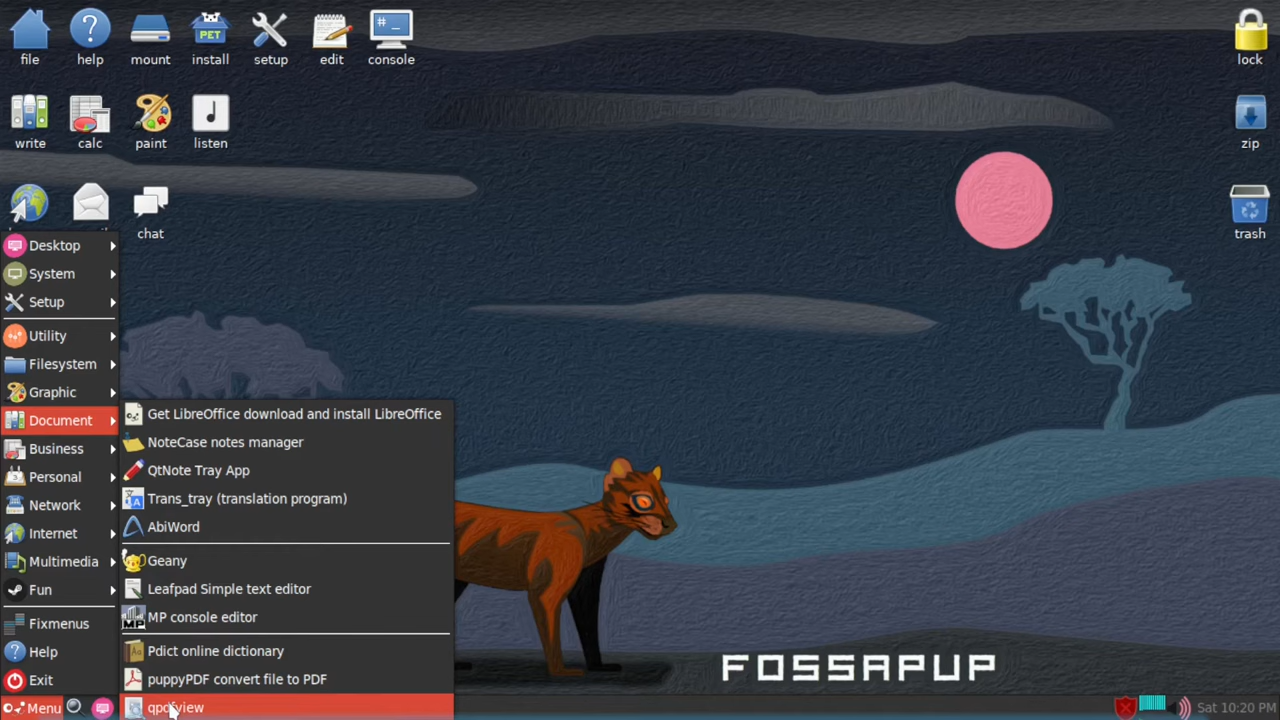 file
help
mount
PET
install
setup
edit
# _
console
lock
write
calc
paint
listen
zip
chat
trash
Desktop
System
Setup
Utility
Filesystem
Graphic
Document
Business
Personal
Network
Internet
Multimedia
Fun
Fixmenus
Help
Exit
Get LibreOffice download and install LibreOffice
NoteCase notes manager
QtNote Tray App
Trans_tray (translation program)
AbiWord
Geany
Leafpad Simple text editor
MP console editor
Pdict online dictionary
puppyPDF convert file to PDF
qpdfview
FOSSAPUP
Menu
Sat 10:20 PM